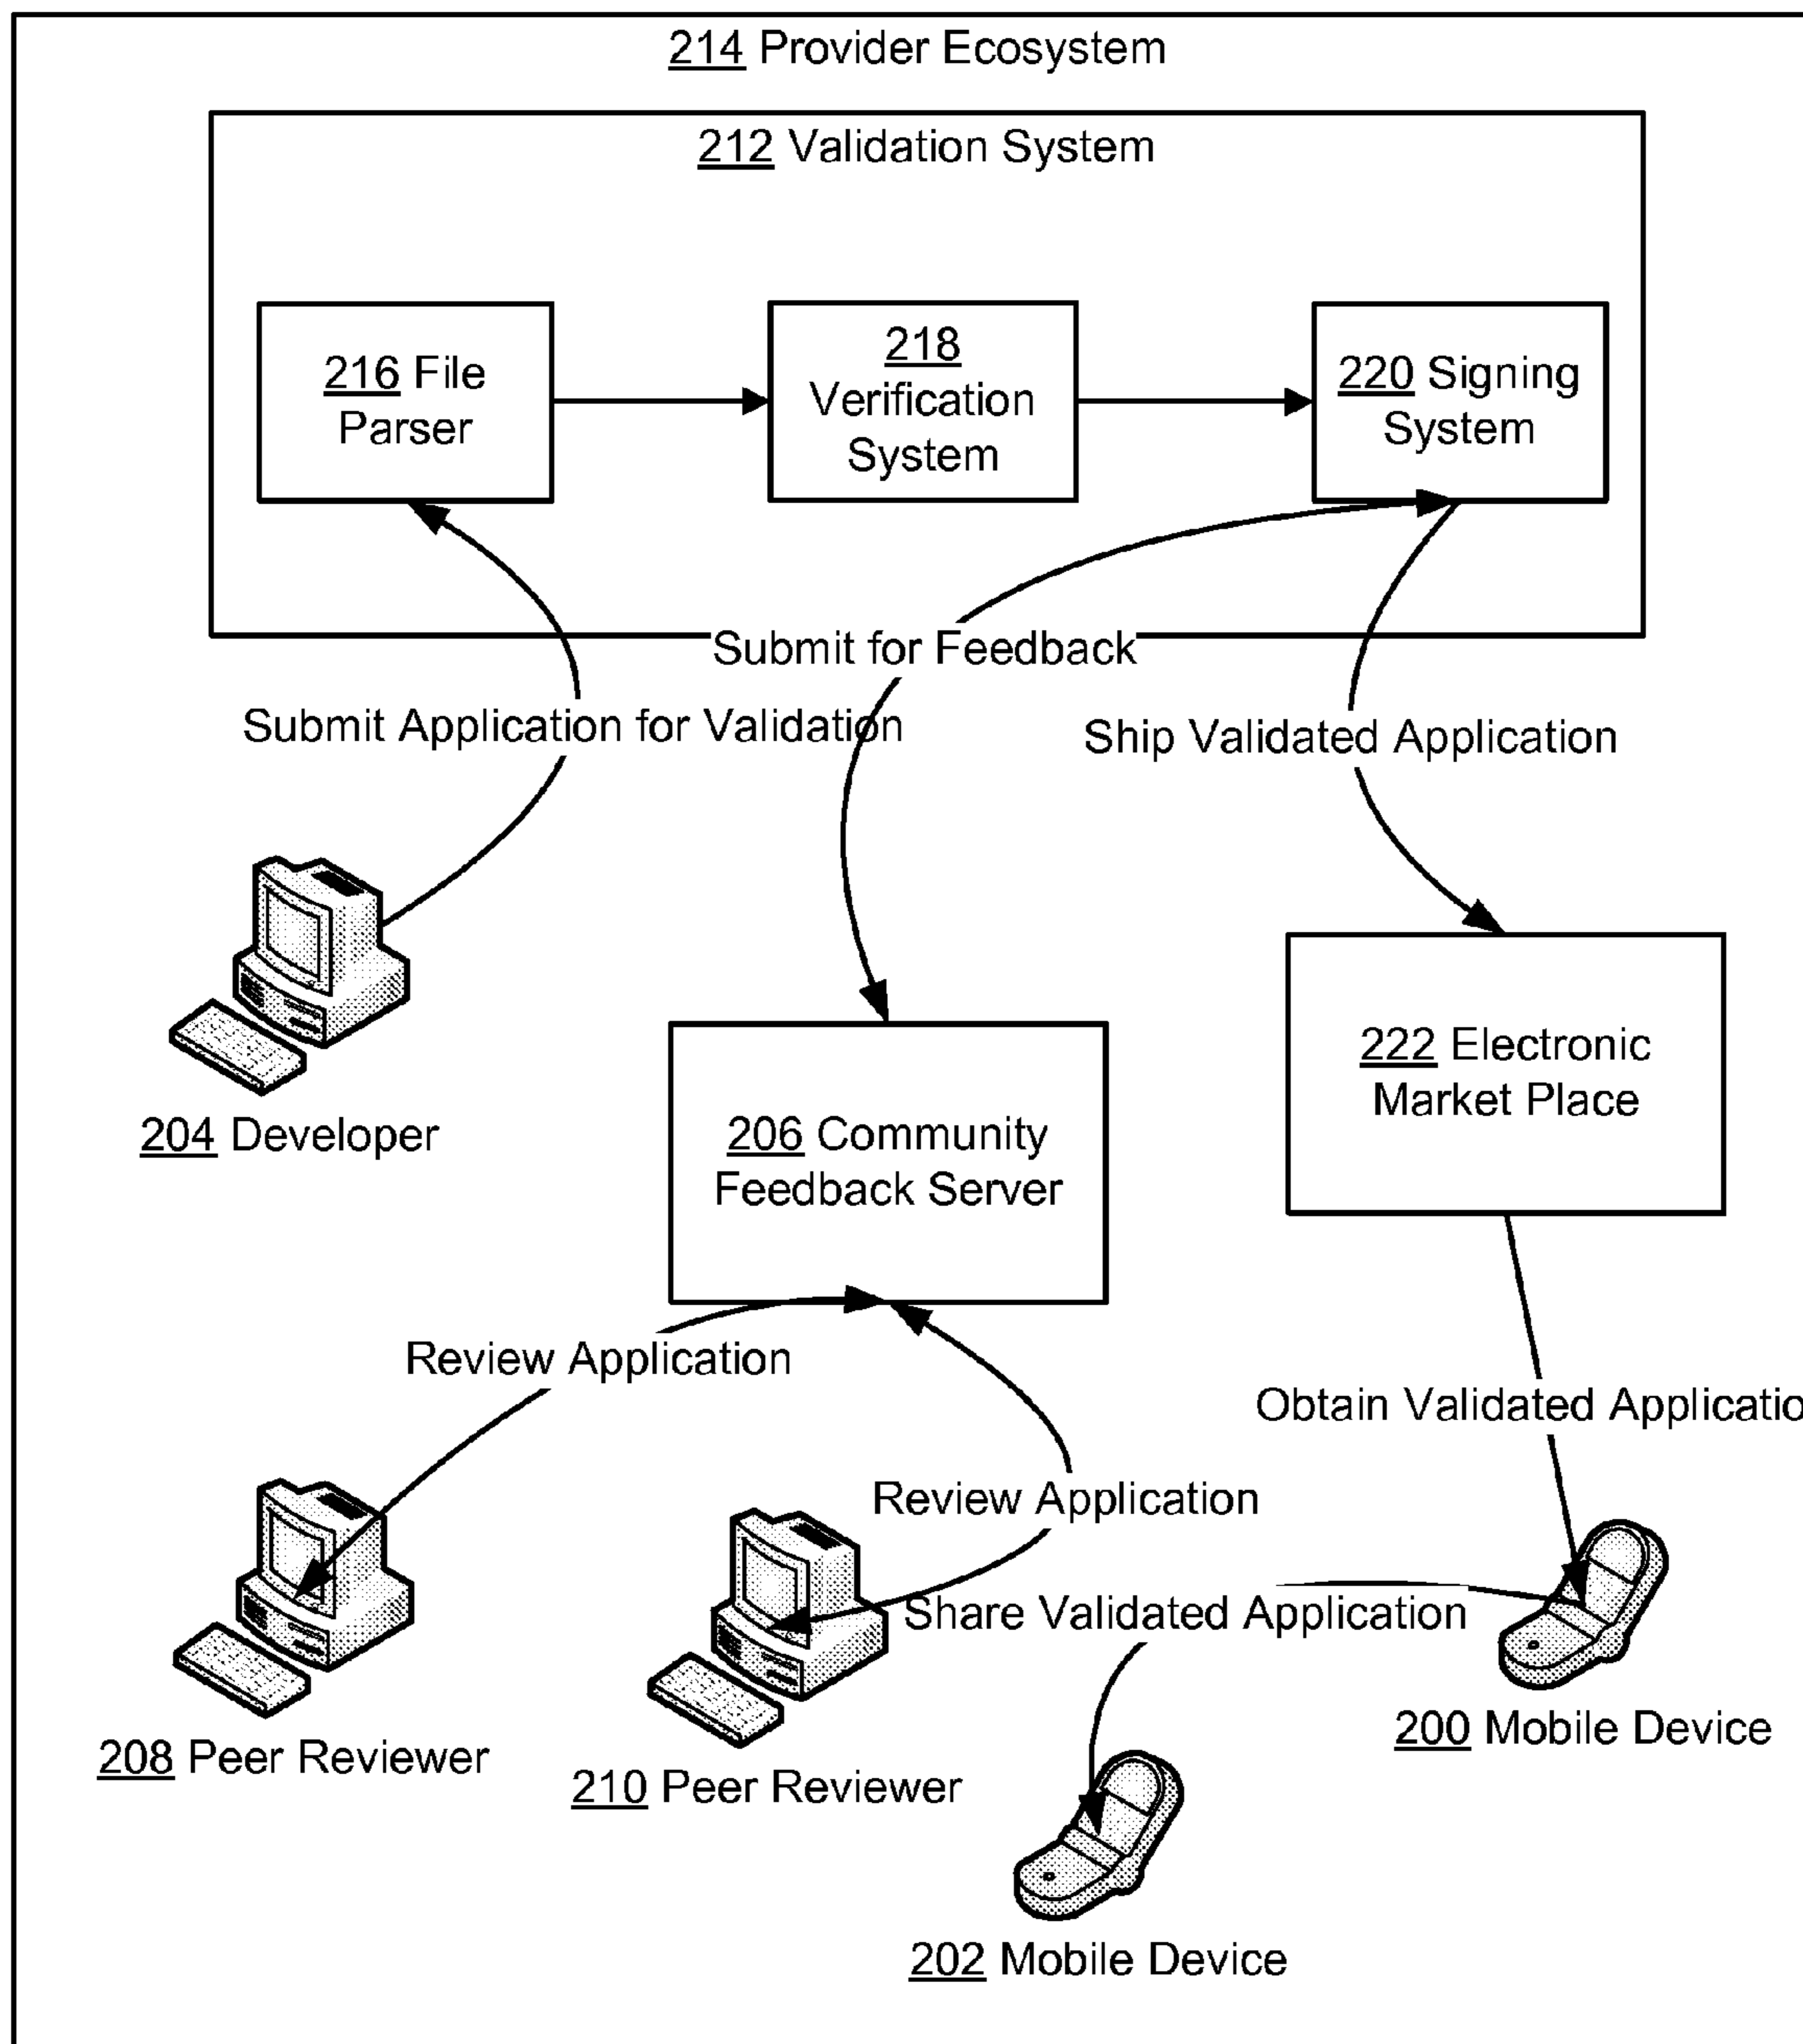 214 Provider Ecosystem
212 Validation System
216 File
Parser
218
Verification
System
220 Signing
System
Submit for Feedback
Submit Application for Validation
Ship Validated Application
204 Developer
206 Community
Feedback Server
222 Electronic
Market Place
Review Application
Obtain Validated Applicatio
Review Application
Share Validated Application
200 Mobile Device
208 Peer Reviewer
210 Peer Reviewer
202 Mobile Device